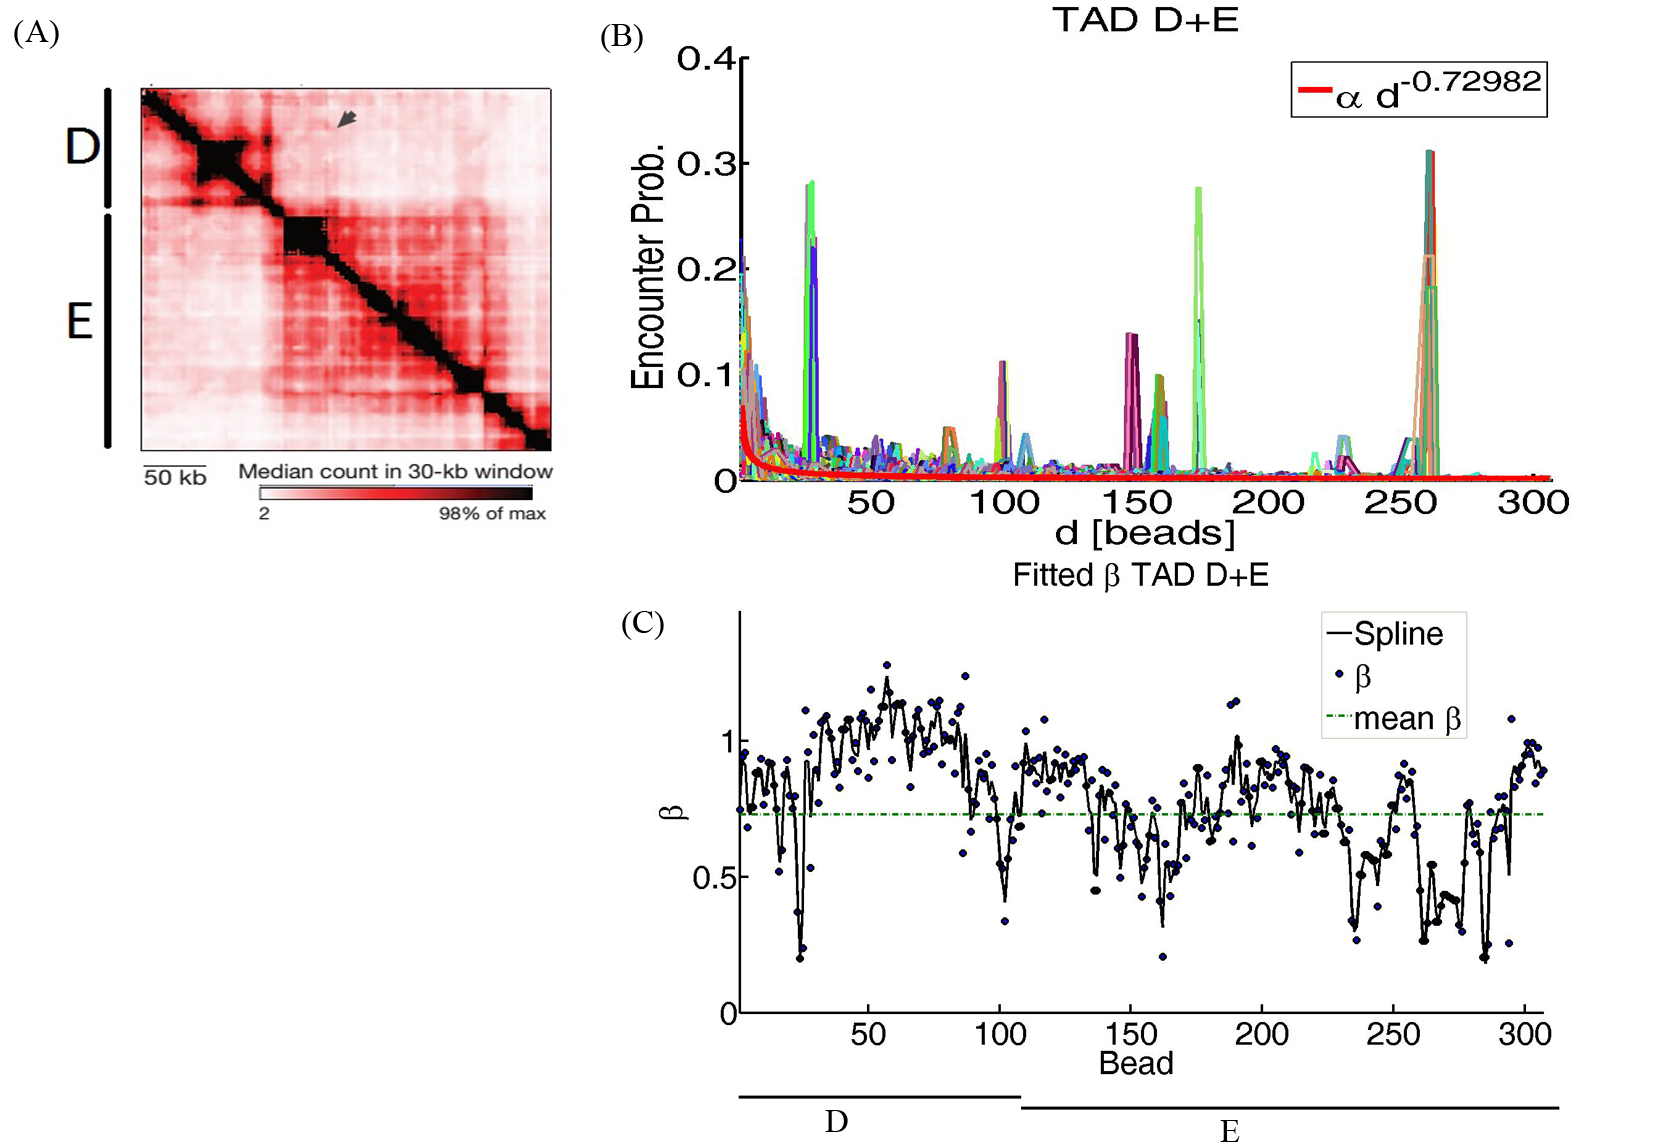 (A)
D
E
50 kb
Median count in 30-kb window
2
98% of max
(B)
TAD D+E
α d^-0.72982
Encounter Prob.
0.4
0.3
0.2
0.1
0
50
100
150
200
250
300
d [beads]
(C)
Fitted β TAD D+E
Spline
β
mean β
β
1
0.5
0
50
100
150
200
250
300
Bead
D
E